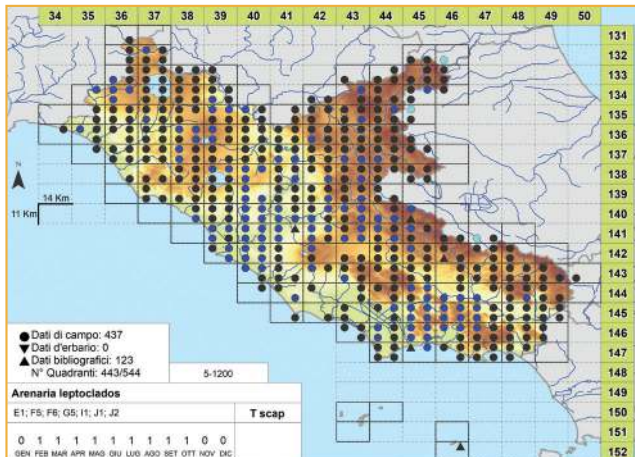 34 35 36 37 38 39 40 41 42 43 44 45 46 47 48 49 50
131
132
133
134
135
136
137
138
139
140
141
142
143
144
145
146
147
148
149
150
151
152
N
14 Km
11 Km
Dati di campo: 437
Dati d'erbario: 0
Dati bibliografici: 123
N° Quadranti: 443/544
5-1200
Arenaria leptoclados
E1; F5; F6; G5; I1; J1; J2
T scap
0 1 1 1 1 1 1 1 1 1 0 0
GEN FEB MAR APR MAG GIU LUG AGO SET OTT NOV DIC